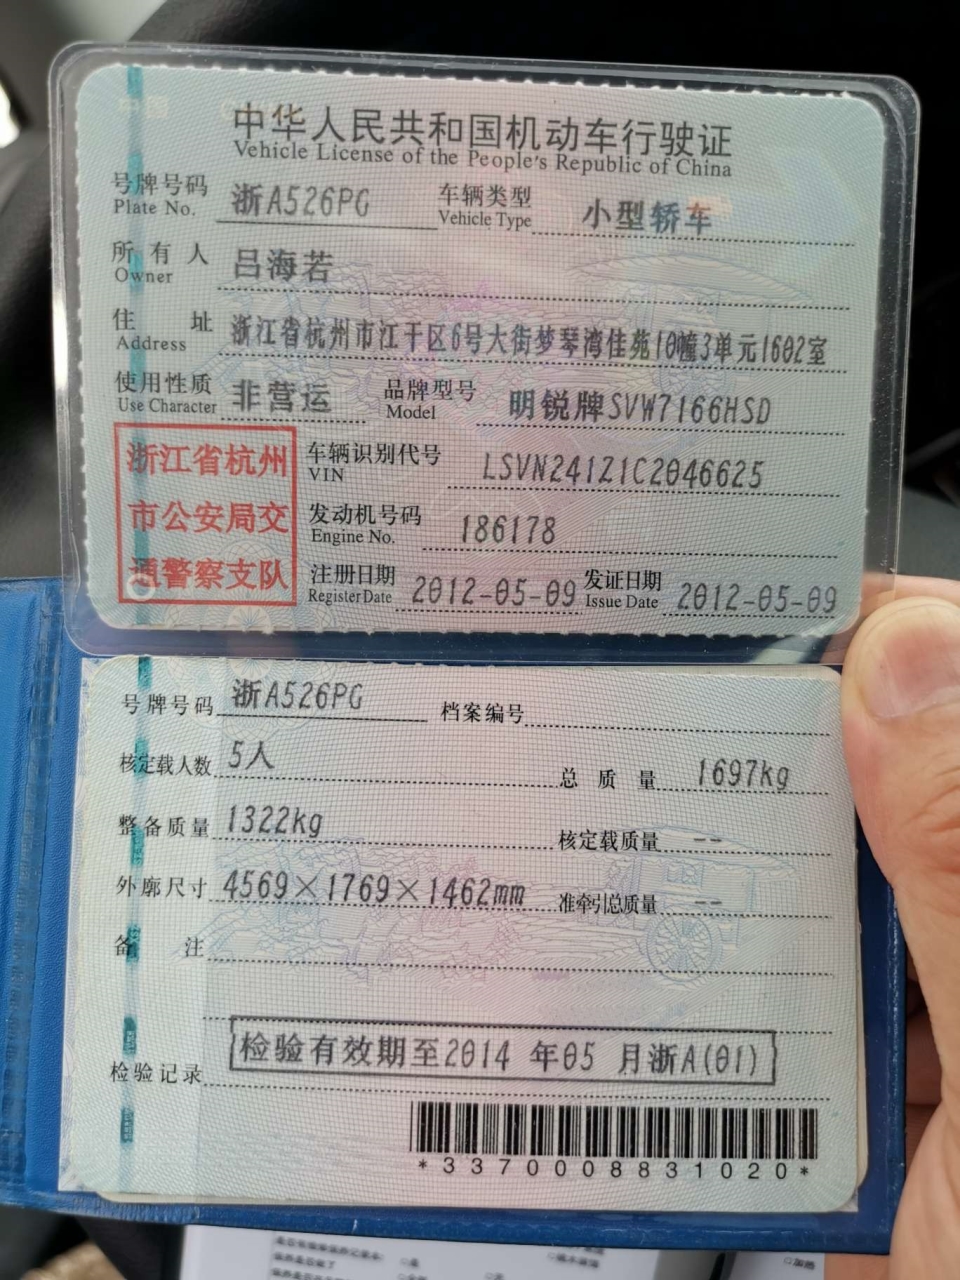 中华人民共和国机动车行驶证
Vehicle License of the People's Republic of China
号牌号码 浙A526PG 车辆类型 小型轿车
Plate No. Vehicle Type
所有人 吕海若
Owner
住址 浙江省杭州市江干区6号大街梦琴湾佳苑10幢3单元1602室
Address
使用性质 非营运 品牌型号 明锐牌SVW7166HSD
Use Character Model
浙江省杭州
市公安局交
通警察支队
车辆识别代号 LSVN241Z1C2046625
VIN
发动机号码 186178
Engine No.
注册日期 2012-05-09 发证日期 2012-05-09
Register Date Issue Date
号牌号码 浙A526PG 档案编号
核定载人数 5人 总质量 1697kg
整备质量 1322kg 核定载质量 --
外廓尺寸 4569×1769×1462mm 准牵引总质量 --
备注
检验记录 检验有效期至2014 年05 月浙A(01)
*3370008831020*